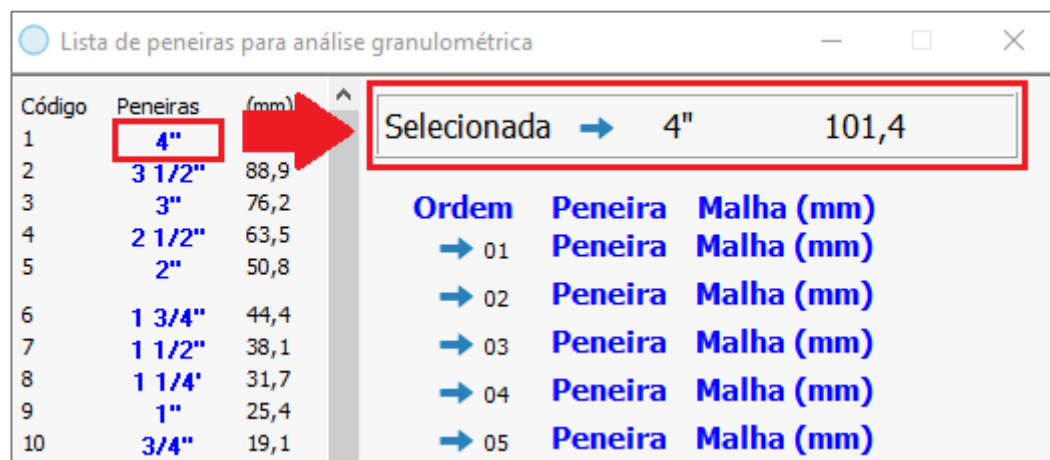 Lista de peneiras para análise granulométrica
Código Peneiras (mm)
1 4"
2 3 1/2" 88,9
3 3" 76,2
4 2 1/2" 63,5
5 2" 50,8
6 1 3/4" 44,4
7 1 1/2" 38,1
8 1 1/4' 31,7
9 1" 25,4
10 3/4" 19,1
Selecionada 4" 101,4
Ordem Peneira Malha (mm)
01 Peneira Malha (mm)
02 Peneira Malha (mm)
03 Peneira Malha (mm)
04 Peneira Malha (mm)
05 Peneira Malha (mm)